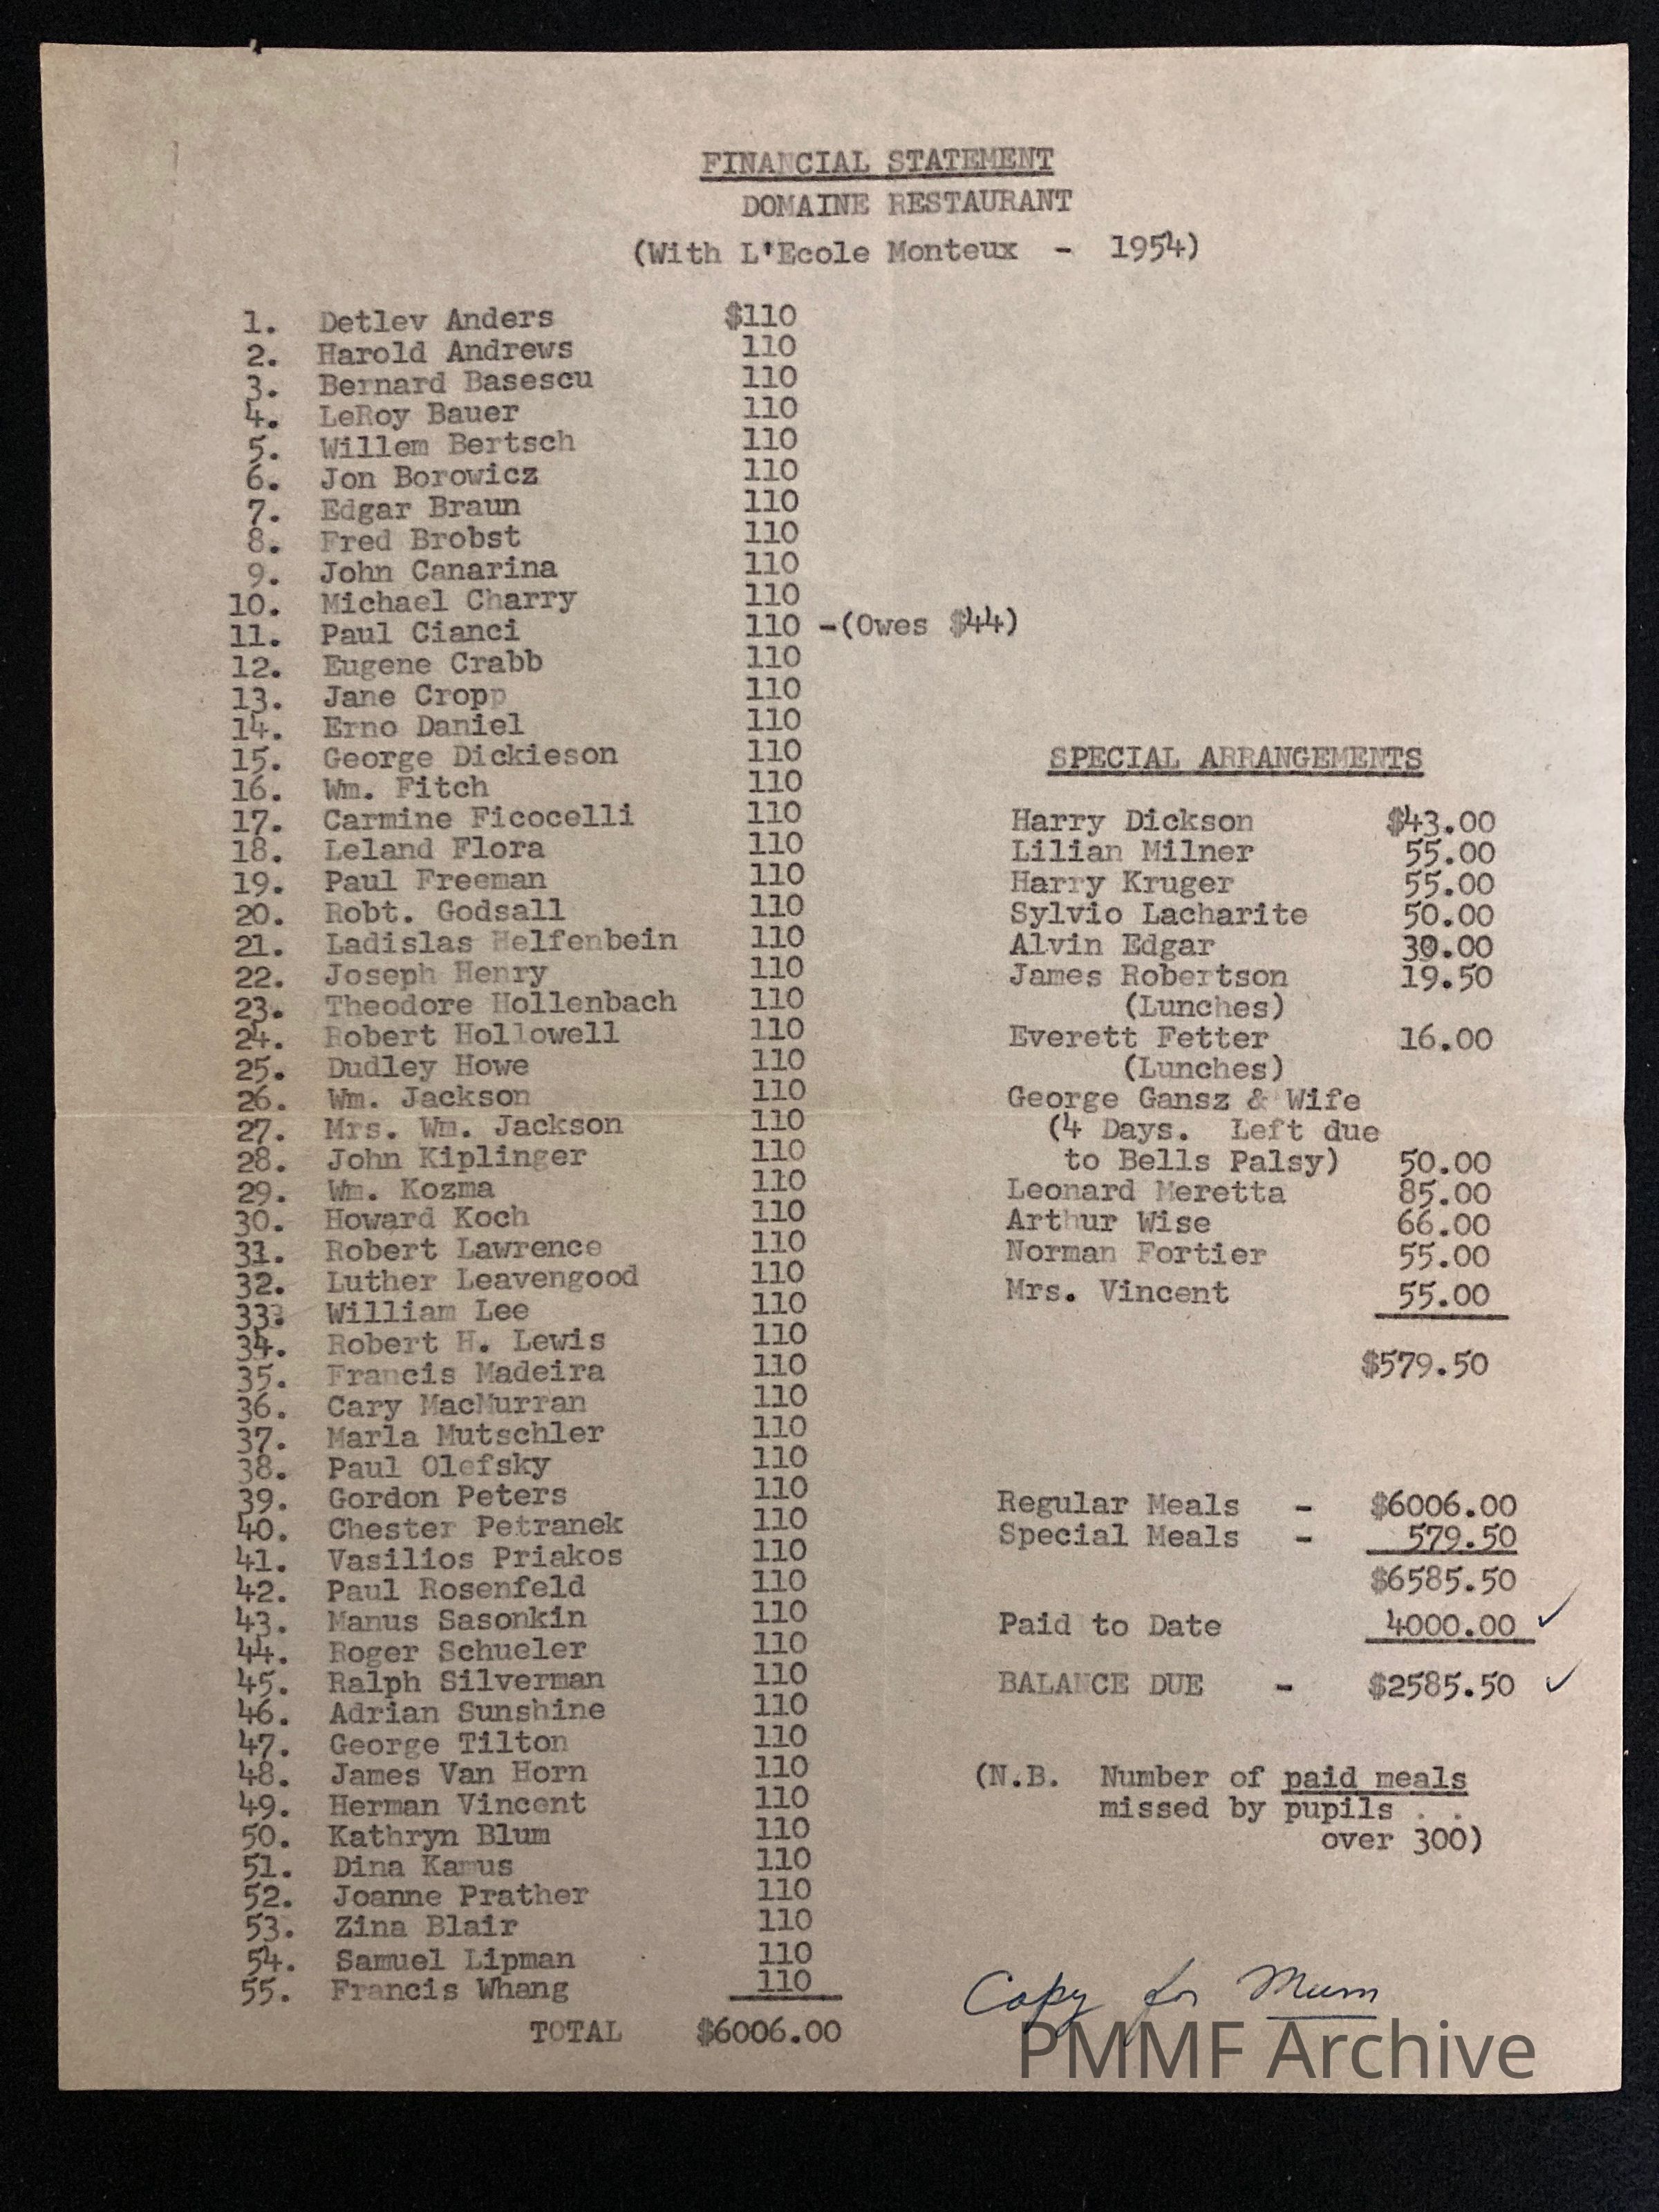 FINANCIAL STATEMENT
DOMAINE RESTAURANT
(With L'Ecole Monteux - 1954)
1. Detlev Anders $110
2. Harold Andrews 110
3. Bernard Basescu 110
4. LeRoy Bauer 110
5. Willem Bertsch 110
6. Jon Borowicz 110
7. Edgar Braun 110
8. Fred Brobst 110
9. John Canarina 110
10. Michael Charry 110
11. Paul Cianci 110 -(Owes $44)
12. Eugene Crabb 110
13. Jane Cropp 110
14. Erno Daniel 110
15. George Dickieson 110
16. Wm. Fitch 110
17. Carmine Ficocelli 110
18. Leland Flora 110
19. Paul Freeman 110
20. Robt. Godsall 110
21. Ladislas Helfenbein 110
22. Joseph Henry 110
23. Theodore Hollenbach 110
24. Robert Hollowell 110
25. Dudley Howe 110
26. Wm. Jackson 110
27. Mrs. Wm. Jackson 110
28. John Kiplinger 110
29. Wm. Kozma 110
30. Howard Koch 110
31. Robert Lawrence 110
32. Luther Leavengood 110
33. William Lee 110
34. Robert H. Lewis 110
35. Francis Madeira 110
36. Cary MacMurran 110
37. Marla Mutschler 110
38. Paul Olefsky 110
39. Gordon Peters 110
40. Chester Petranek 110
41. Vasilios Priakos 110
42. Paul Rosenfeld 110
43. Manus Sasonkin 110
44. Roger Schueler 110
45. Ralph Silverman 110
46. Adrian Sunshine 110
47. George Tilton 110
48. James Van Horn 110
49. Herman Vincent 110
50. Kathryn Blum 110
51. Dina Kamus 110
52. Joanne Prather 110
53. Zina Blair 110
54. Samuel Lipman 110
55. Francis Whang 110
TOTAL $6006.00
SPECIAL ARRANGEMENTS
Harry Dickson $43.00
Lilian Milner 55.00
Harry Kruger 55.00
Sylvio Lacharite 50.00
Alvin Edgar 30.00
James Robertson 19.50
(Lunches)
Everett Fetter 16.00
(Lunches)
George Gansz & Wife
(4 Days. Left due
to Bells Palsy) 50.00
Leonard Meretta 85.00
Arthur Wise 66.00
Norman Fortier 55.00
Mrs. Vincent 55.00
$579.50
Regular Meals - $6006.00
Special Meals - 579.50
$6585.50
Paid to Date 4000.00 ✓
BALANCE DUE - $2585.50 ✓
(N.B. Number of paid meals
missed by pupils . .
over 300)
Copy for Mum
PMMF Archive